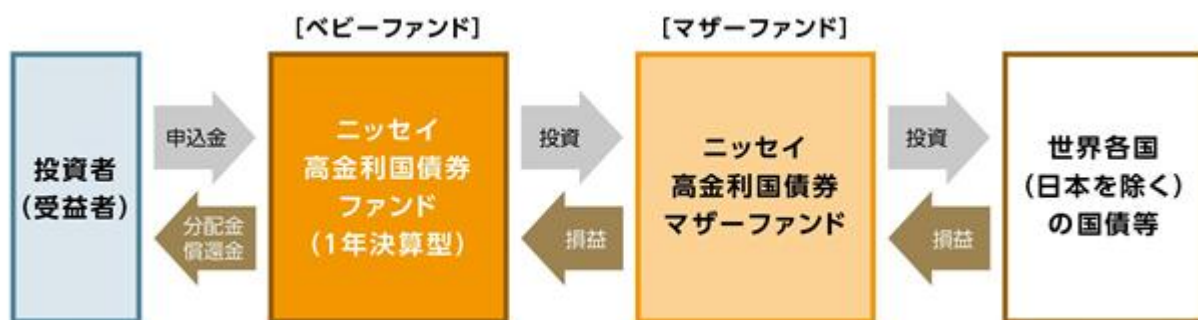 [ベビーファンド]
[マザーファンド]
投資者
(受益者)
申込金
分配金
償還金
ニッセイ
高金利国債券
ファンド
(1年決算型)
投資
損益
ニッセイ
高金利国債券
マザーファンド
投資
損益
世界各国
(日本を除く)
の国債等